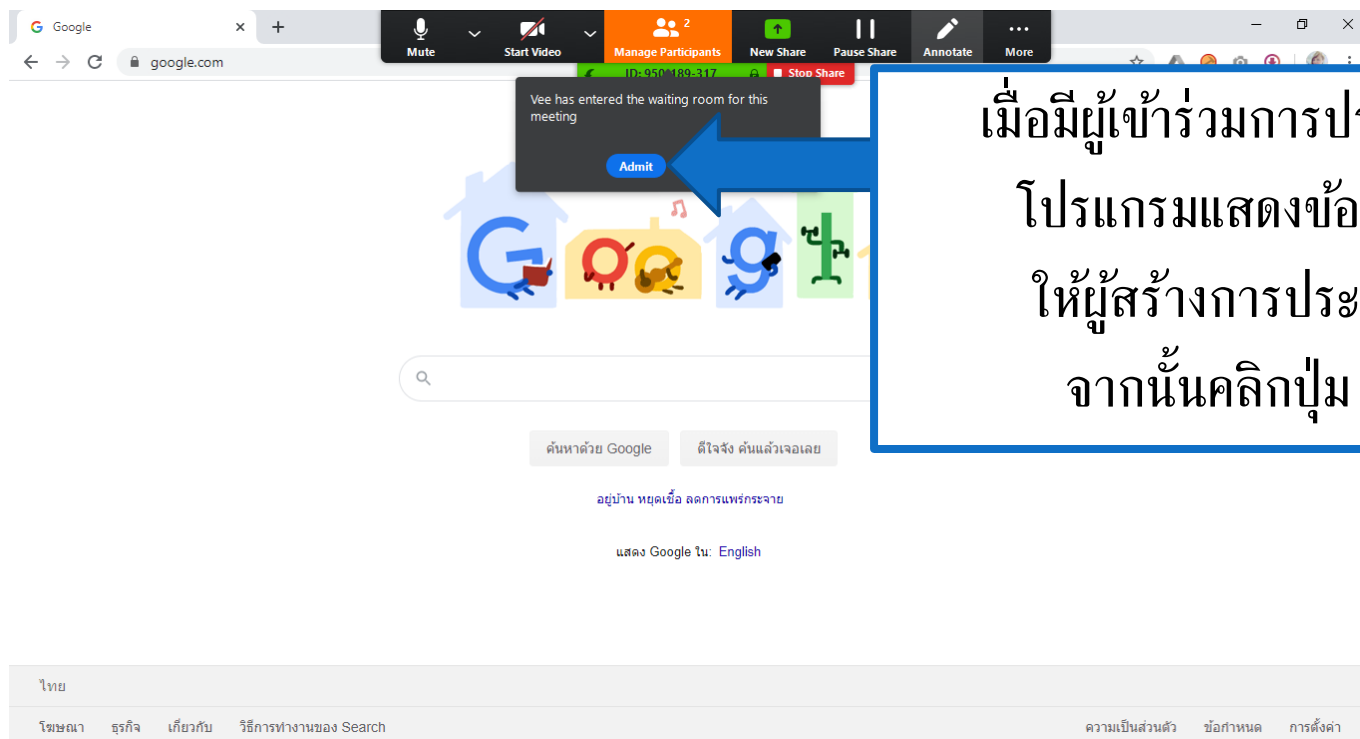 Google
Mute
Start Video
2
Manage Participants
New Share
Pause Share
Annotate
More
google.com
Stop Share
Vee has entered the waiting room for this
meeting
Admit
เมื่อมีผู้เข้าร่วมการ
โปรแกรมแสดง
ให้ผู้สร้างการ
จากนั้นคลิกปุ่ม
ค้นหาด้วย Google
ดีใจจัง ค้นแล้วเจอเลย
อยู่บ้าน หยุดเชื้อ ลดการแพร่กระจาย
แสดง Google ใน: English
ไทย
โฆษณา ธุรกิจ เกี่ยวกับ วิธีการทำงานของ Search
ความเป็นส่วนตัว ข้อกำหนด การตั้งค่า